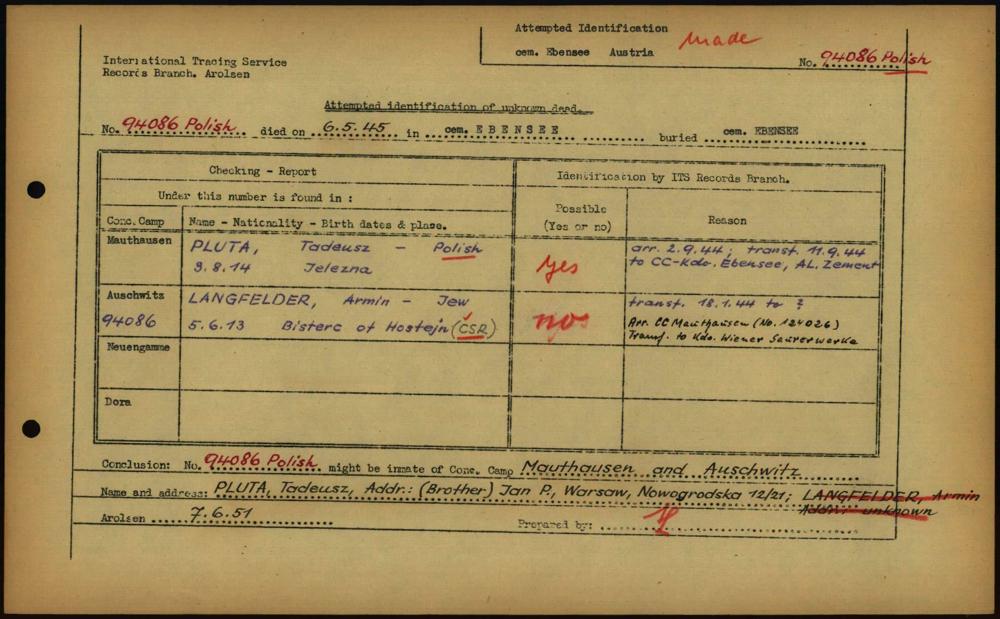 Attempted Identification
cem. Ebensee Austria made
No. 94086 Polish
International Tracing Service
Records Branch. Arolsen
Attempted identification of unknown dead.
No. 94086 Polish died on 6.5.45 in cem. EBENSEE buried cem. EBENSEE
Checking - Report
Identification by ITS Records Branch.
Under this number is found in :
Conc. Camp
Name - Nationality - Birth dates & place.
Possible
(Yes or no)
Reason
Mauthausen
PLUTA, Tadeusz - Polish
9.8.14 Jelezna
yes
arr. 2.9.44; transf. 11.9.44
to CC-Kdo. Ebensee, AL. Zement
Auschwitz
94086
LANGFELDER, Armin - Jew
5.6.13 Bisterc ot Hostejn (CSR)
no
transf. 18.1.44 to ?
Arr. CC Mauthausen (No. 124026)
Transf. to Kdo. Wiener Saurerwerke
Neuengamme
Dora
Conclusion: No. 94086 Polish might be inmate of Conc. Camp Mauthausen and Auschwitz
Name and address: PLUTA, Tadeusz, Addr.: (Brother) Jan P., Warsaw, Nowogrodska 12/21; LANGFELDER, Armin
Addr.: unknown
Arolsen 7.6.51
Prepared by: